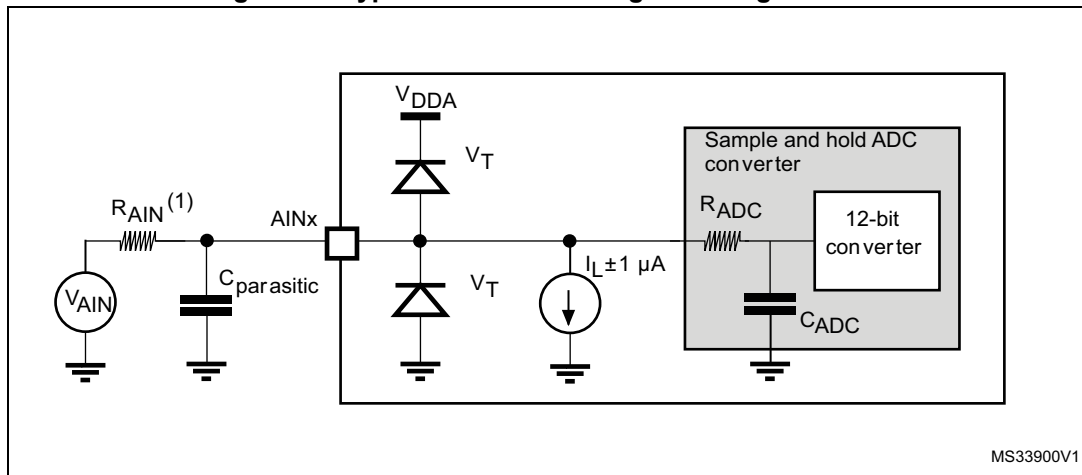 V_DDA
V_T
Sample and hold ADC
converter
R_AIN(1)
AINx
R_ADC
12-bit
converter
I_L±1 µA
C_parasitic
V_T
V_AIN
C_ADC
MS33900V1